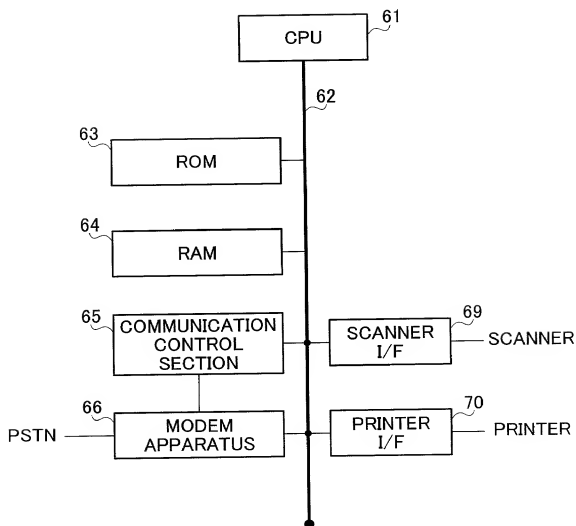 61
CPU
62
63
ROM
64
RAM
65
COMMUNICATION
CONTROL
SECTION
69
SCANNER
I/F
SCANNER
66
PSTN
MODEM
APPARATUS
70
PRINTER
I/F
PRINTER